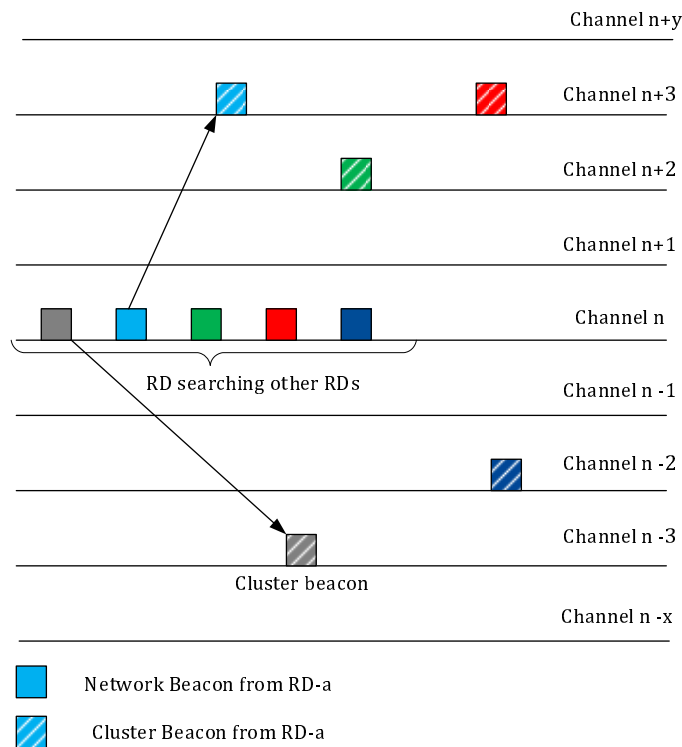 Channel n+y
Channel n+3
Channel n+2
Channel n+1
Channel n
RD searching other RDs
Channel n -1
Channel n -2
Channel n -3
Cluster beacon
Channel n -x
Network Beacon from RD-a
Cluster Beacon from RD-a